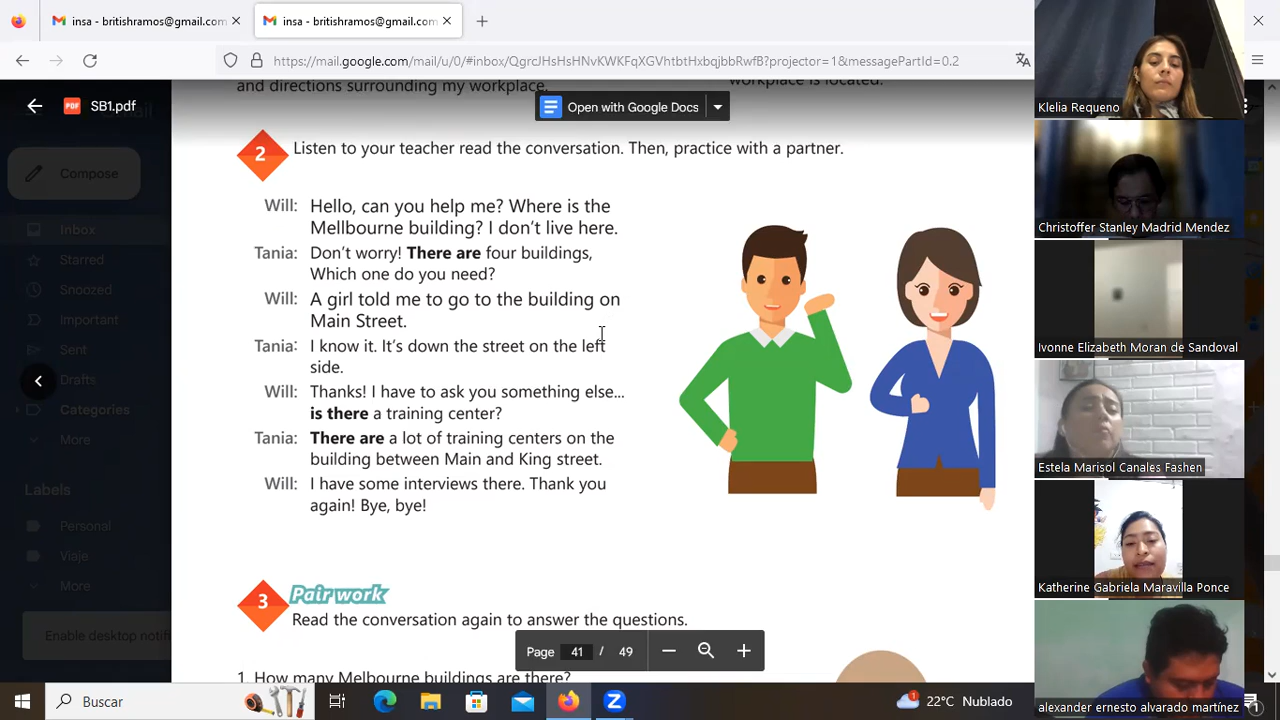 insa - britishramos@gmail.com
insa - britishramos@gmail.com
https://mail.google.com/mail/u/0/#inbox/QgrcJHsHsHNvKWKFqXGVhtbtHxbqjbbRwfB?projector=1&messagePartId=0.2
and directions surrounding my workplace.
workplace is located.
SB1.pdf
Open with Google Docs
Compose
Inbox
Starred
Snoozed
Important
Sent
Drafts
Categories
More
Labels
Personal
Viaje
More
Enable desktop notifi
2 Listen to your teacher read the conversation. Then, practice with a partner.
Will: Hello, can you help me? Where is the
Mellbourne building? I don't live here.
Tania: Don't worry! There are four buildings,
Which one do you need?
Will: A girl told me to go to the building on
Main Street.
Tania: I know it. It's down the street on the left
side.
Will: Thanks! I have to ask you something else...
is there a training center?
Tania: There are a lot of training centers on the
building between Main and King street.
Will: I have some interviews there. Thank you
again! Bye, bye!
3 Pair work
Read the conversation again to answer the questions.
1. How many Melbourne buildings are there?
Page 41 / 49
Klelia Requeno
Christoffer Stanley Madrid Mendez
Ivonne Elizabeth Moran de Sandoval
Estela Marisol Canales Fashen
Katherine Gabriela Maravilla Ponce
alexander ernesto alvarado martínez
Buscar
22°C Nublado